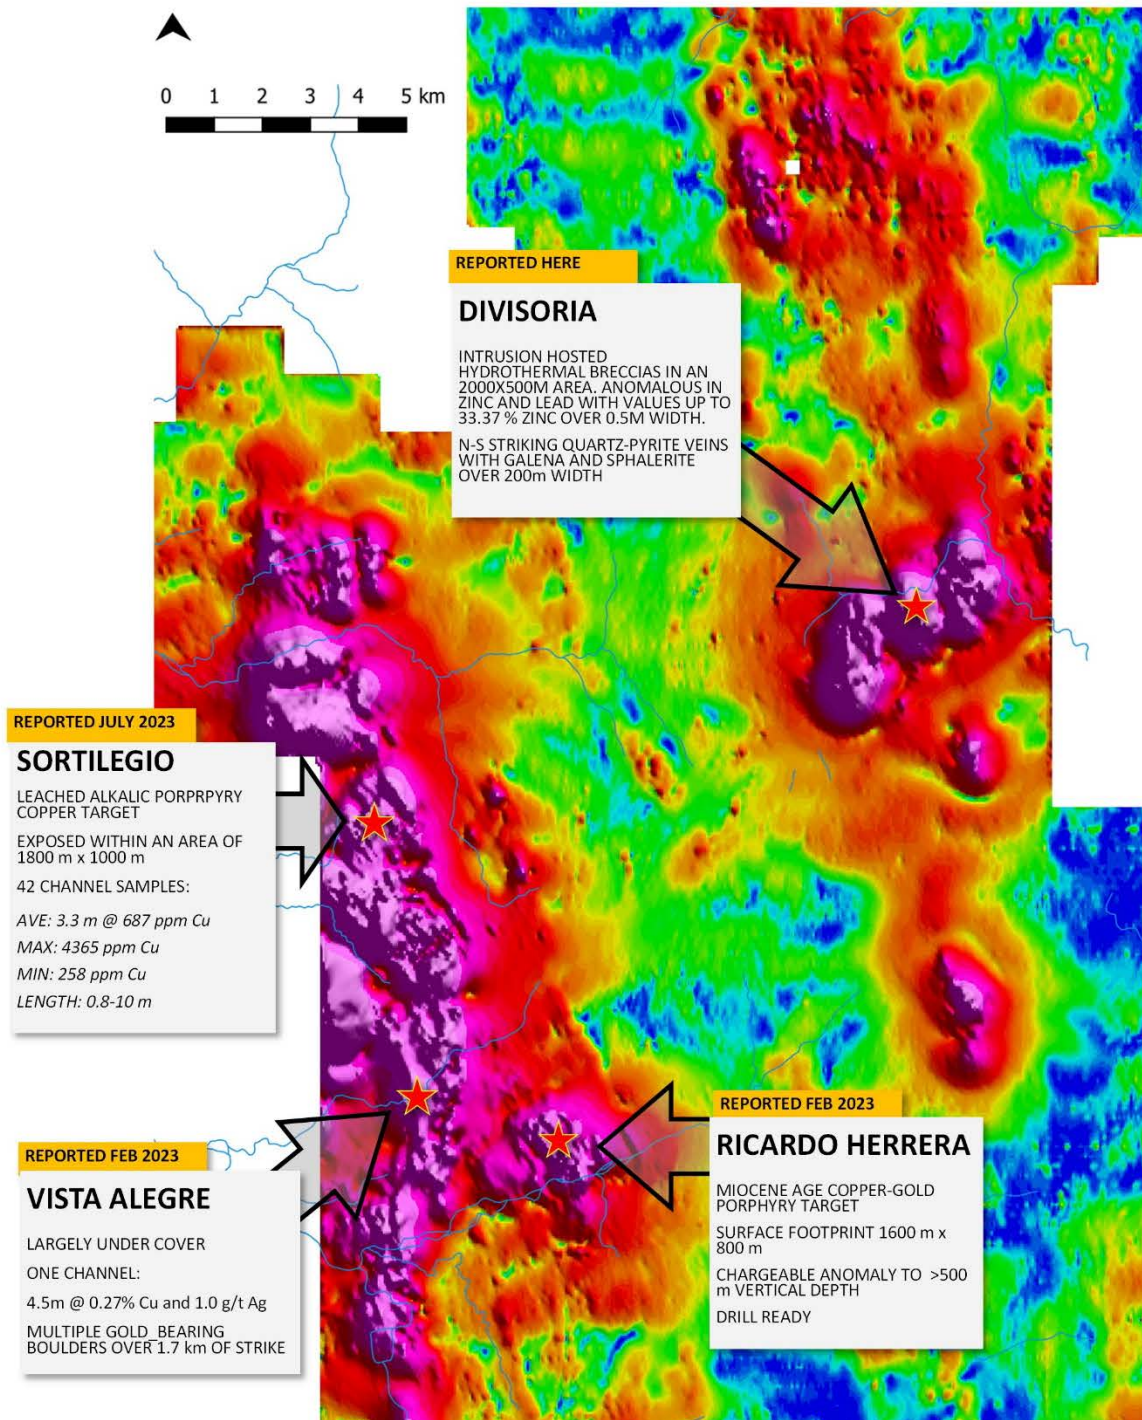 0 1 2 3 4 5 km
REPORTED HERE
DIVISORIA
INTRUSION HOSTED
HYDROTHERMAL BRECCIAS IN AN
2000X500M AREA. ANOMALOUS IN
ZINC AND LEAD WITH VALUES UP TO
33.37 % ZINC OVER 0.5M WIDTH.
N-S STRIKING QUARTZ-PYRITE VEINS
WITH GALENA AND SPHALERITE
OVER 200m WIDTH
REPORTED JULY 2023
SORTILEGIO
LEACHED ALKALIC PORPRPYRY
COPPER TARGET
EXPOSED WITHIN AN AREA OF
1800 m x 1000 m
42 CHANNEL SAMPLES:
AVE: 3.3 m @ 687 ppm Cu
MAX: 4365 ppm Cu
MIN: 258 ppm Cu
LENGTH: 0.8-10 m
REPORTED FEB 2023
VISTA ALEGRE
LARGELY UNDER COVER
ONE CHANNEL:
4.5m @ 0.27% Cu and 1.0 g/t Ag
MULTIPLE GOLD_BEARING
BOULDERS OVER 1.7 km OF STRIKE
REPORTED FEB 2023
RICARDO HERRERA
MIOCENE AGE COPPER-GOLD
PORPHYRY TARGET
SURFACE FOOTPRINT 1600 m x
800 m
CHARGEABLE ANOMALY TO >500
m VERTICAL DEPTH
DRILL READY